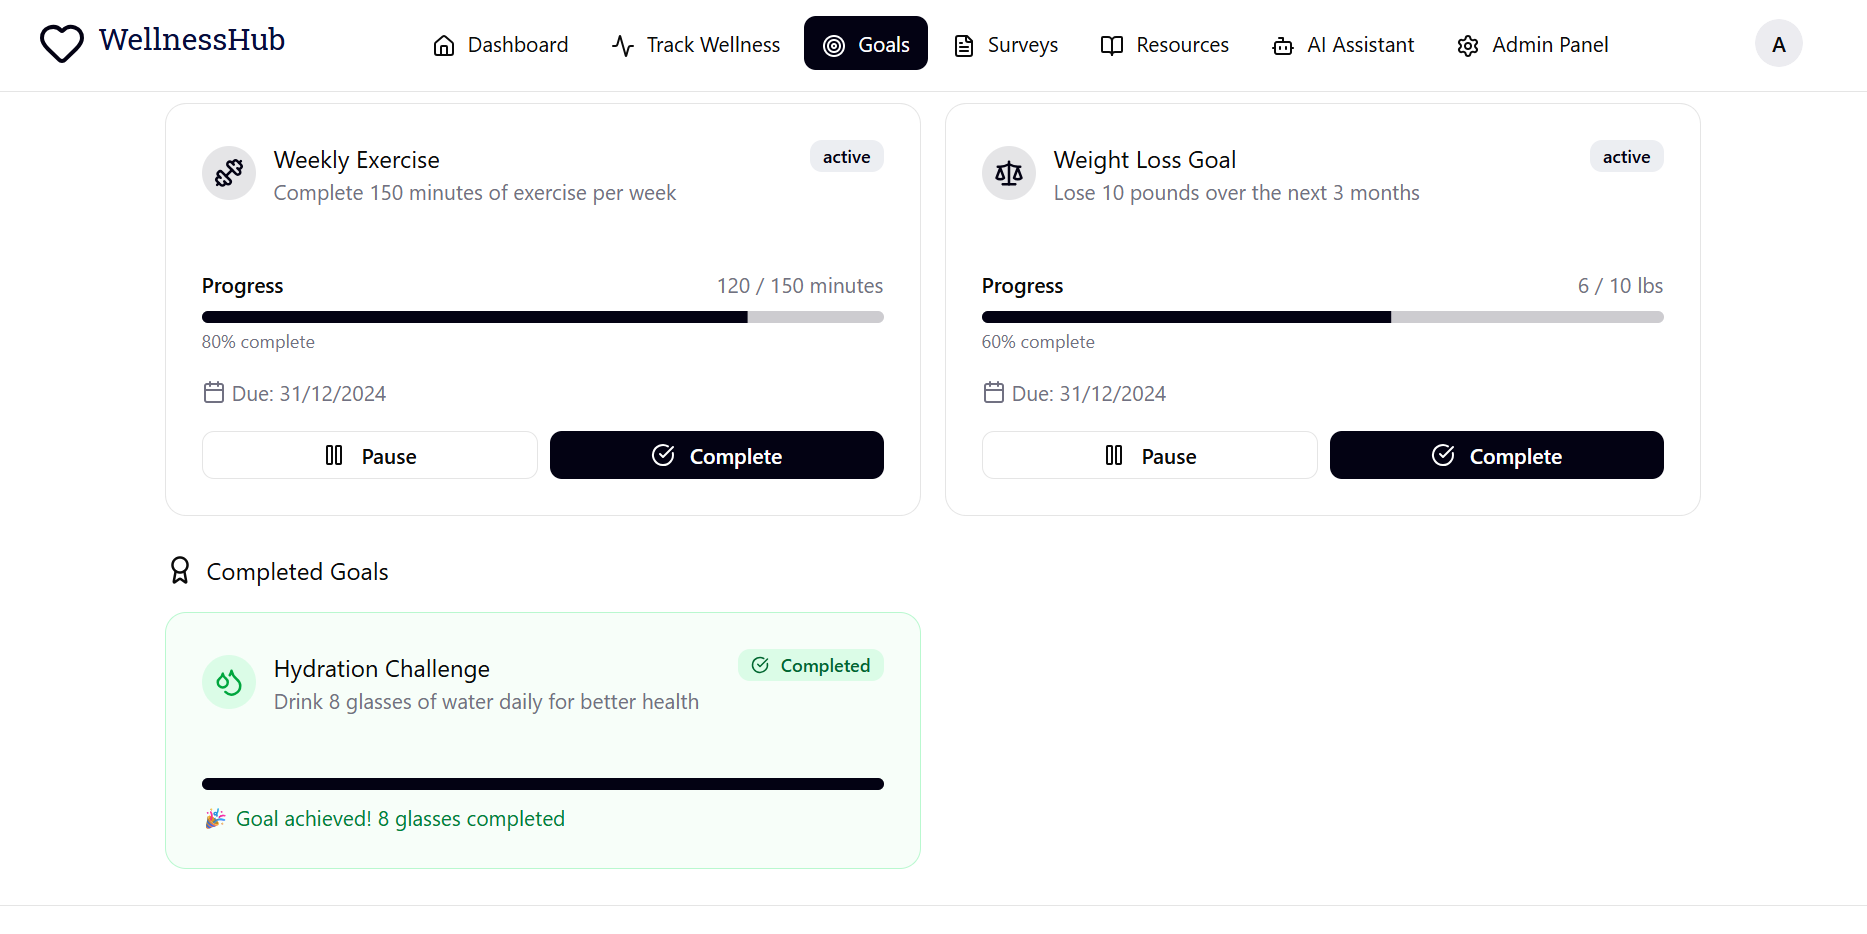 WellnessHub
Dashboard
Track Wellness
Goals
Surveys
Resources
AI Assistant
Admin Panel
A
Weekly Exercise
active
Complete 150 minutes of exercise per week
Progress
120 / 150 minutes
80% complete
Due: 31/12/2024
Pause
Complete
Weight Loss Goal
active
Lose 10 pounds over the next 3 months
Progress
6 / 10 lbs
60% complete
Due: 31/12/2024
Pause
Complete
Completed Goals
Hydration Challenge
Completed
Drink 8 glasses of water daily for better health
🎉 Goal achieved! 8 glasses completed